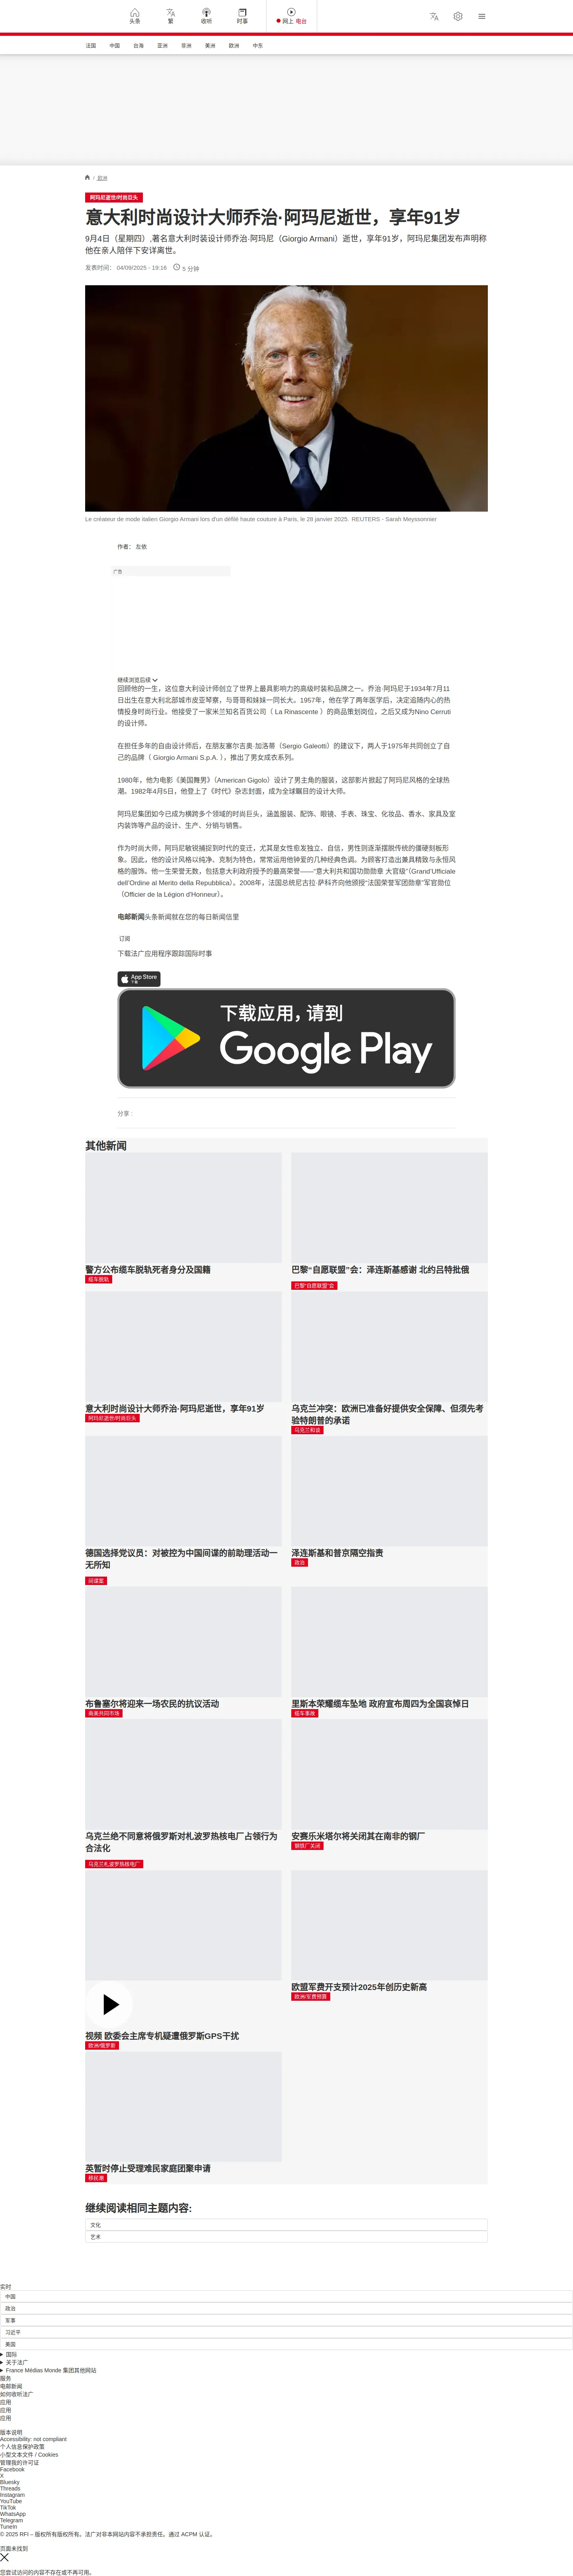 头条
繁
收听
时事
网上 电台
法国 中国 台海 亚洲 非洲 美洲 欧洲 中东
/ 欧洲
阿玛尼逝世/时尚巨头
意大利时尚设计大师乔治·阿玛尼逝世，享年91岁
9月4日（星期四）,著名意大利时装设计师乔治·阿玛尼（Giorgio Armani）逝世，享年91岁，阿玛尼集团发布声明称
他在亲人陪伴下安详离世。
发表时间： 04/09/2025 - 19:16 5 分钟
Le créateur de mode italien Giorgio Armani lors d'un défilé haute couture à Paris, le 28 janvier 2025. REUTERS - Sarah Meyssonnier
作者： 左依
广告
继续浏览后续
回顾他的一生，这位意大利设计师创立了世界上最具影响力的高级时装和品牌之一。乔治·阿玛尼于1934年7月11
日出生在意大利北部城市皮亚琴察，与哥哥和妹妹一同长大。1957年，他在学了两年医学后，决定追随内心的热
情投身时尚行业。他接受了一家米兰知名百货公司（ La Rinascente ）的商品策划岗位，之后又成为Nino Cerruti
的设计师。
在担任多年的自由设计师后，在朋友塞尔吉奥·加洛蒂（Sergio Galeotti）的建议下，两人于1975年共同创立了自
己的品牌（ Giorgio Armani S.p.A. ），推出了男女成衣系列。
1980年，他为电影《美国舞男》（American Gigolo）设计了男主角的服装，这部影片掀起了阿玛尼风格的全球热
潮。1982年4月5日，他登上了《时代》杂志封面，成为全球瞩目的设计大师。
阿玛尼集团如今已成为横跨多个领域的时尚巨头，涵盖服装、配饰、眼镜、手表、珠宝、化妆品、香水、家具及室
内装饰等产品的设计、生产、分销与销售。
作为时尚大师，阿玛尼敏锐捕捉到时代的变迁，尤其是女性愈发独立、自信，男性则逐渐摆脱传统的僵硬刻板形
象。因此，他的设计风格以纯净、克制为特色，常常运用他钟爱的几种经典色调。为顾客打造出兼具精致与永恒风
格的服饰。他一生荣誉无数，包括意大利政府授予的最高荣誉——“意大利共和国功勋勋章 大官级”（Grand'Ufficiale
dell'Ordine al Merito della Repubblica）。2008年，法国总统尼古拉·萨科齐向他颁授“法国荣誉军团勋章”军官勋位
（Officier de la Légion d'Honneur）。
电邮新闻头条新闻就在您的每日新闻信里
订阅
下载法广应用程序跟踪国际时事
App Store
下载
下载应用，请到
Google Play
分享 :
其他新闻
警方公布缆车脱轨死者身分及国籍
缆车脱轨
巴黎“自愿联盟”会：泽连斯基感谢 北约吕特批俄
巴黎“自愿联盟”会
意大利时尚设计大师乔治·阿玛尼逝世，享年91岁
阿玛尼逝世/时尚巨头
乌克兰冲突：欧洲已准备好提供安全保障、但须先考
验特朗普的承诺
乌克兰和谈
德国选择党议员：对被控为中国间谍的前助理活动一
无所知
间谍案
泽连斯基和普京隔空指责
政治
布鲁塞尔将迎来一场农民的抗议活动
南美共同市场
里斯本荣耀缆车坠地 政府宣布周四为全国哀悼日
缆车事故
乌克兰绝不同意将俄罗斯对札波罗热核电厂占领行为
合法化
乌克兰札波罗热核电厂
安赛乐米塔尔将关闭其在南非的钢厂
钢铁厂关闭
视频 欧委会主席专机疑遭俄罗斯GPS干扰
欧洲/俄罗斯
欧盟军费开支预计2025年创历史新高
欧洲/军费预算
英暂时停止受理难民家庭团聚申请
移民潮
继续阅读相同主题内容:
文化
艺术
实时
中国
政治
军事
习近平
美国
国际
关于法广
France Médias Monde 集团其他网站
服务
电邮新闻
如何收听法广
应用
应用
应用
版本说明
Accessibility: not compliant
个人信息保护政策
小型文本文件 / Cookies
管理我的许可证
Facebook
X
Bluesky
Threads
Instagram
YouTube
TikTok
WhatsApp
Telegram
TuneIn
© 2025 RFI – 版权所有版权所有。法广对非本网站内容不承担责任。通过 ACPM 认证。
页面未找到
您尝试访问的内容不存在或不再可用。